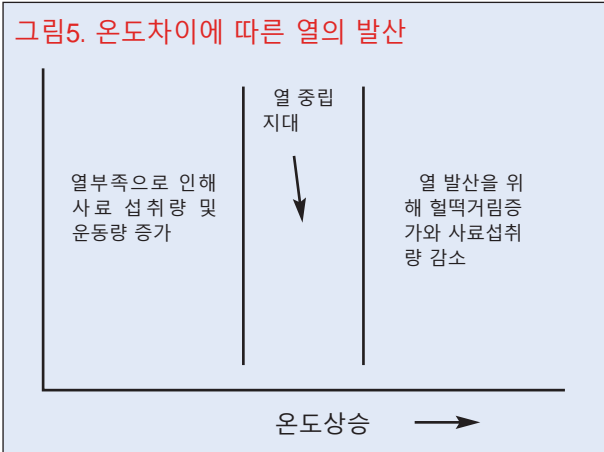 그림5. 온도차이에 따른 열의 발산
열 중립
지대
열부족으로 인해
사료 섭취량 및
운동량 증가
열 발산을 위
해 헐떡거림증
가와 사료섭취
량 감소
온도상승